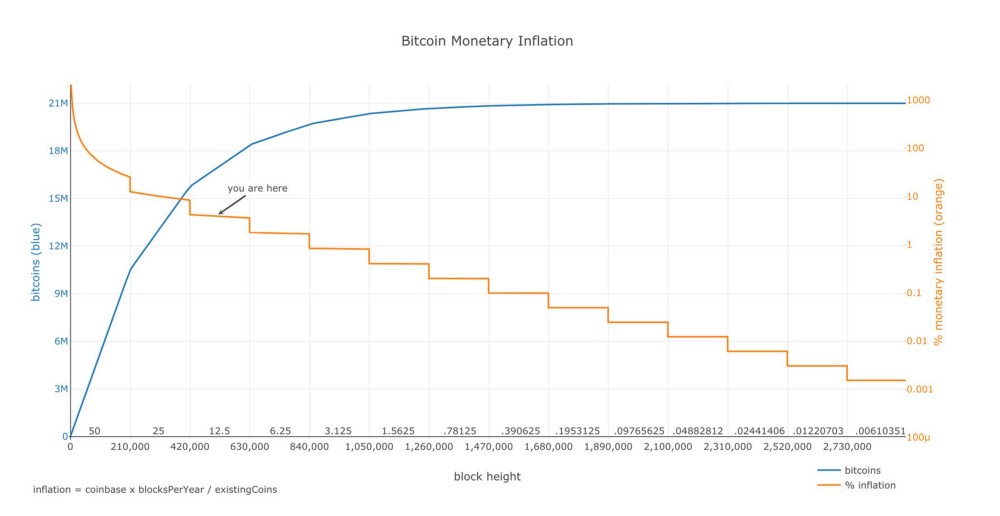 Bitcoin Monetary Inflation
21M
18M
15M
12M
9M
6M
3M
0
bitcoins (blue)
1000
100
10
1
0.1
0.01
0.001
100μ
% monetary inflation (orange)
you are here
50 25 12.5 6.25 3.125 1.5625 .78125 .390625 .1953125 .09765625 .04882812 .02441406 .01220703 .00610351
0 210,000 420,000 630,000 840,000 1,050,000 1,260,000 1,470,000 1,680,000 1,890,000 2,100,000 2,310,000 2,520,000 2,730,000
block height
bitcoins
% inflation
inflation = coinbase x blocksPerYear / existingCoins